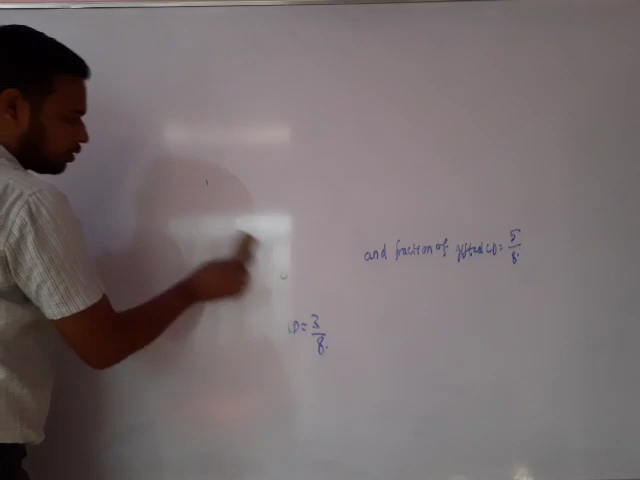 and fraction of gifted CD = 5/8.
CD = 3/8.